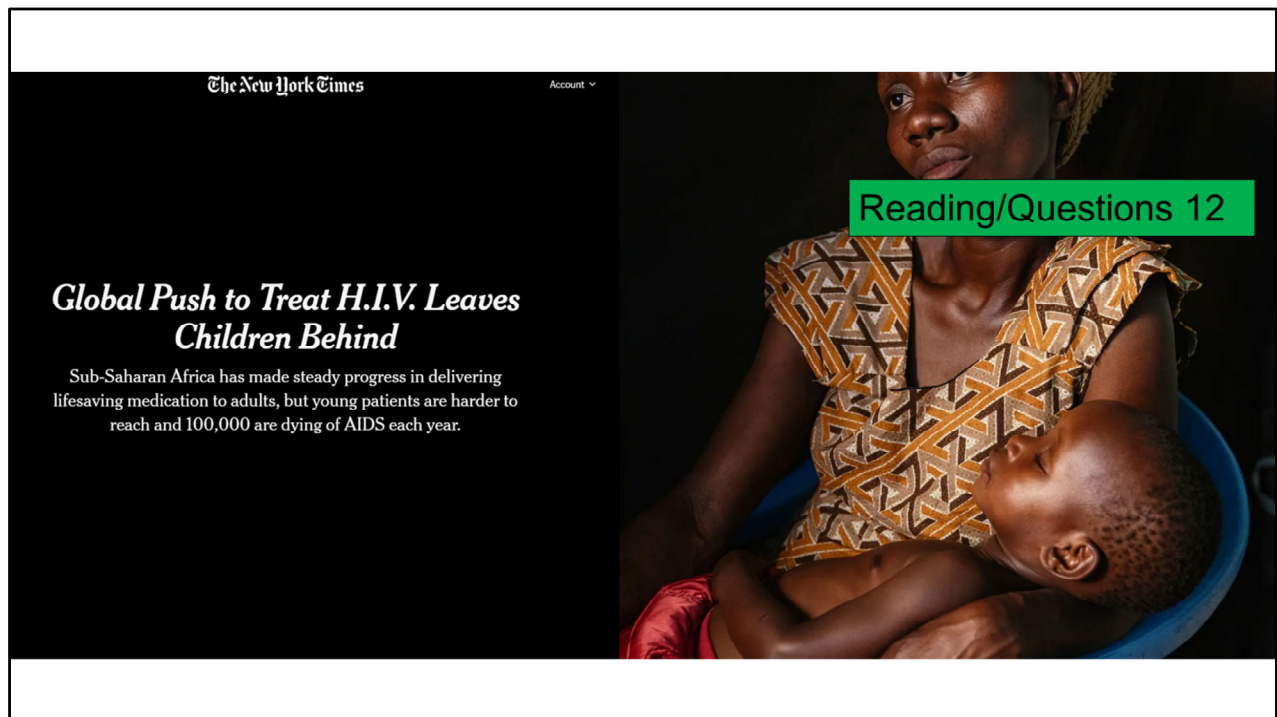 The New York Times
Account
Reading/Questions 12
Global Push to Treat H.I.V. Leaves
Children Behind
Sub-Saharan Africa has made steady progress in delivering
lifesaving medication to adults, but young patients are harder to
reach and 100,000 are dying of AIDS each year.